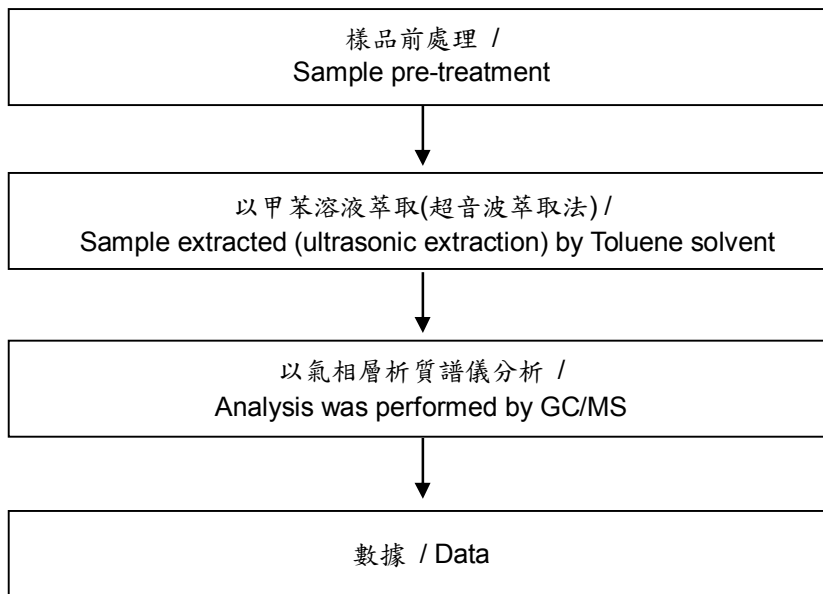 樣品前處理 /
Sample pre-treatment
以甲苯溶液萃取(超音波萃取法) /
Sample extracted (ultrasonic extraction) by Toluene solvent
以氣相層析質譜儀分析 /
Analysis was performed by GC/MS
數據 / Data